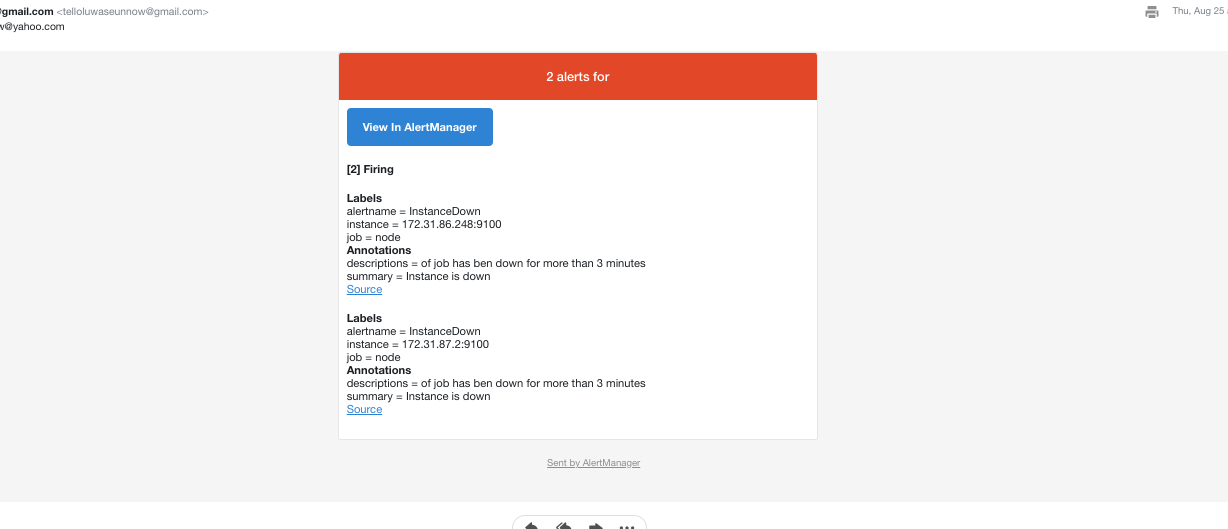 gmail.com <telloluwaseunnow@gmail.com>
Thu, Aug 25
w@yahoo.com
2 alerts for
View In AlertManager
[2] Firing
Labels
alertname = InstanceDown
instance = 172.31.86.248:9100
job = node
Annotations
descriptions = of job has ben down for more than 3 minutes
summary = Instance is down
Source
Labels
alertname = InstanceDown
instance = 172.31.87.2:9100
job = node
Annotations
descriptions = of job has ben down for more than 3 minutes
summary = Instance is down
Source
Sent by AlertManager